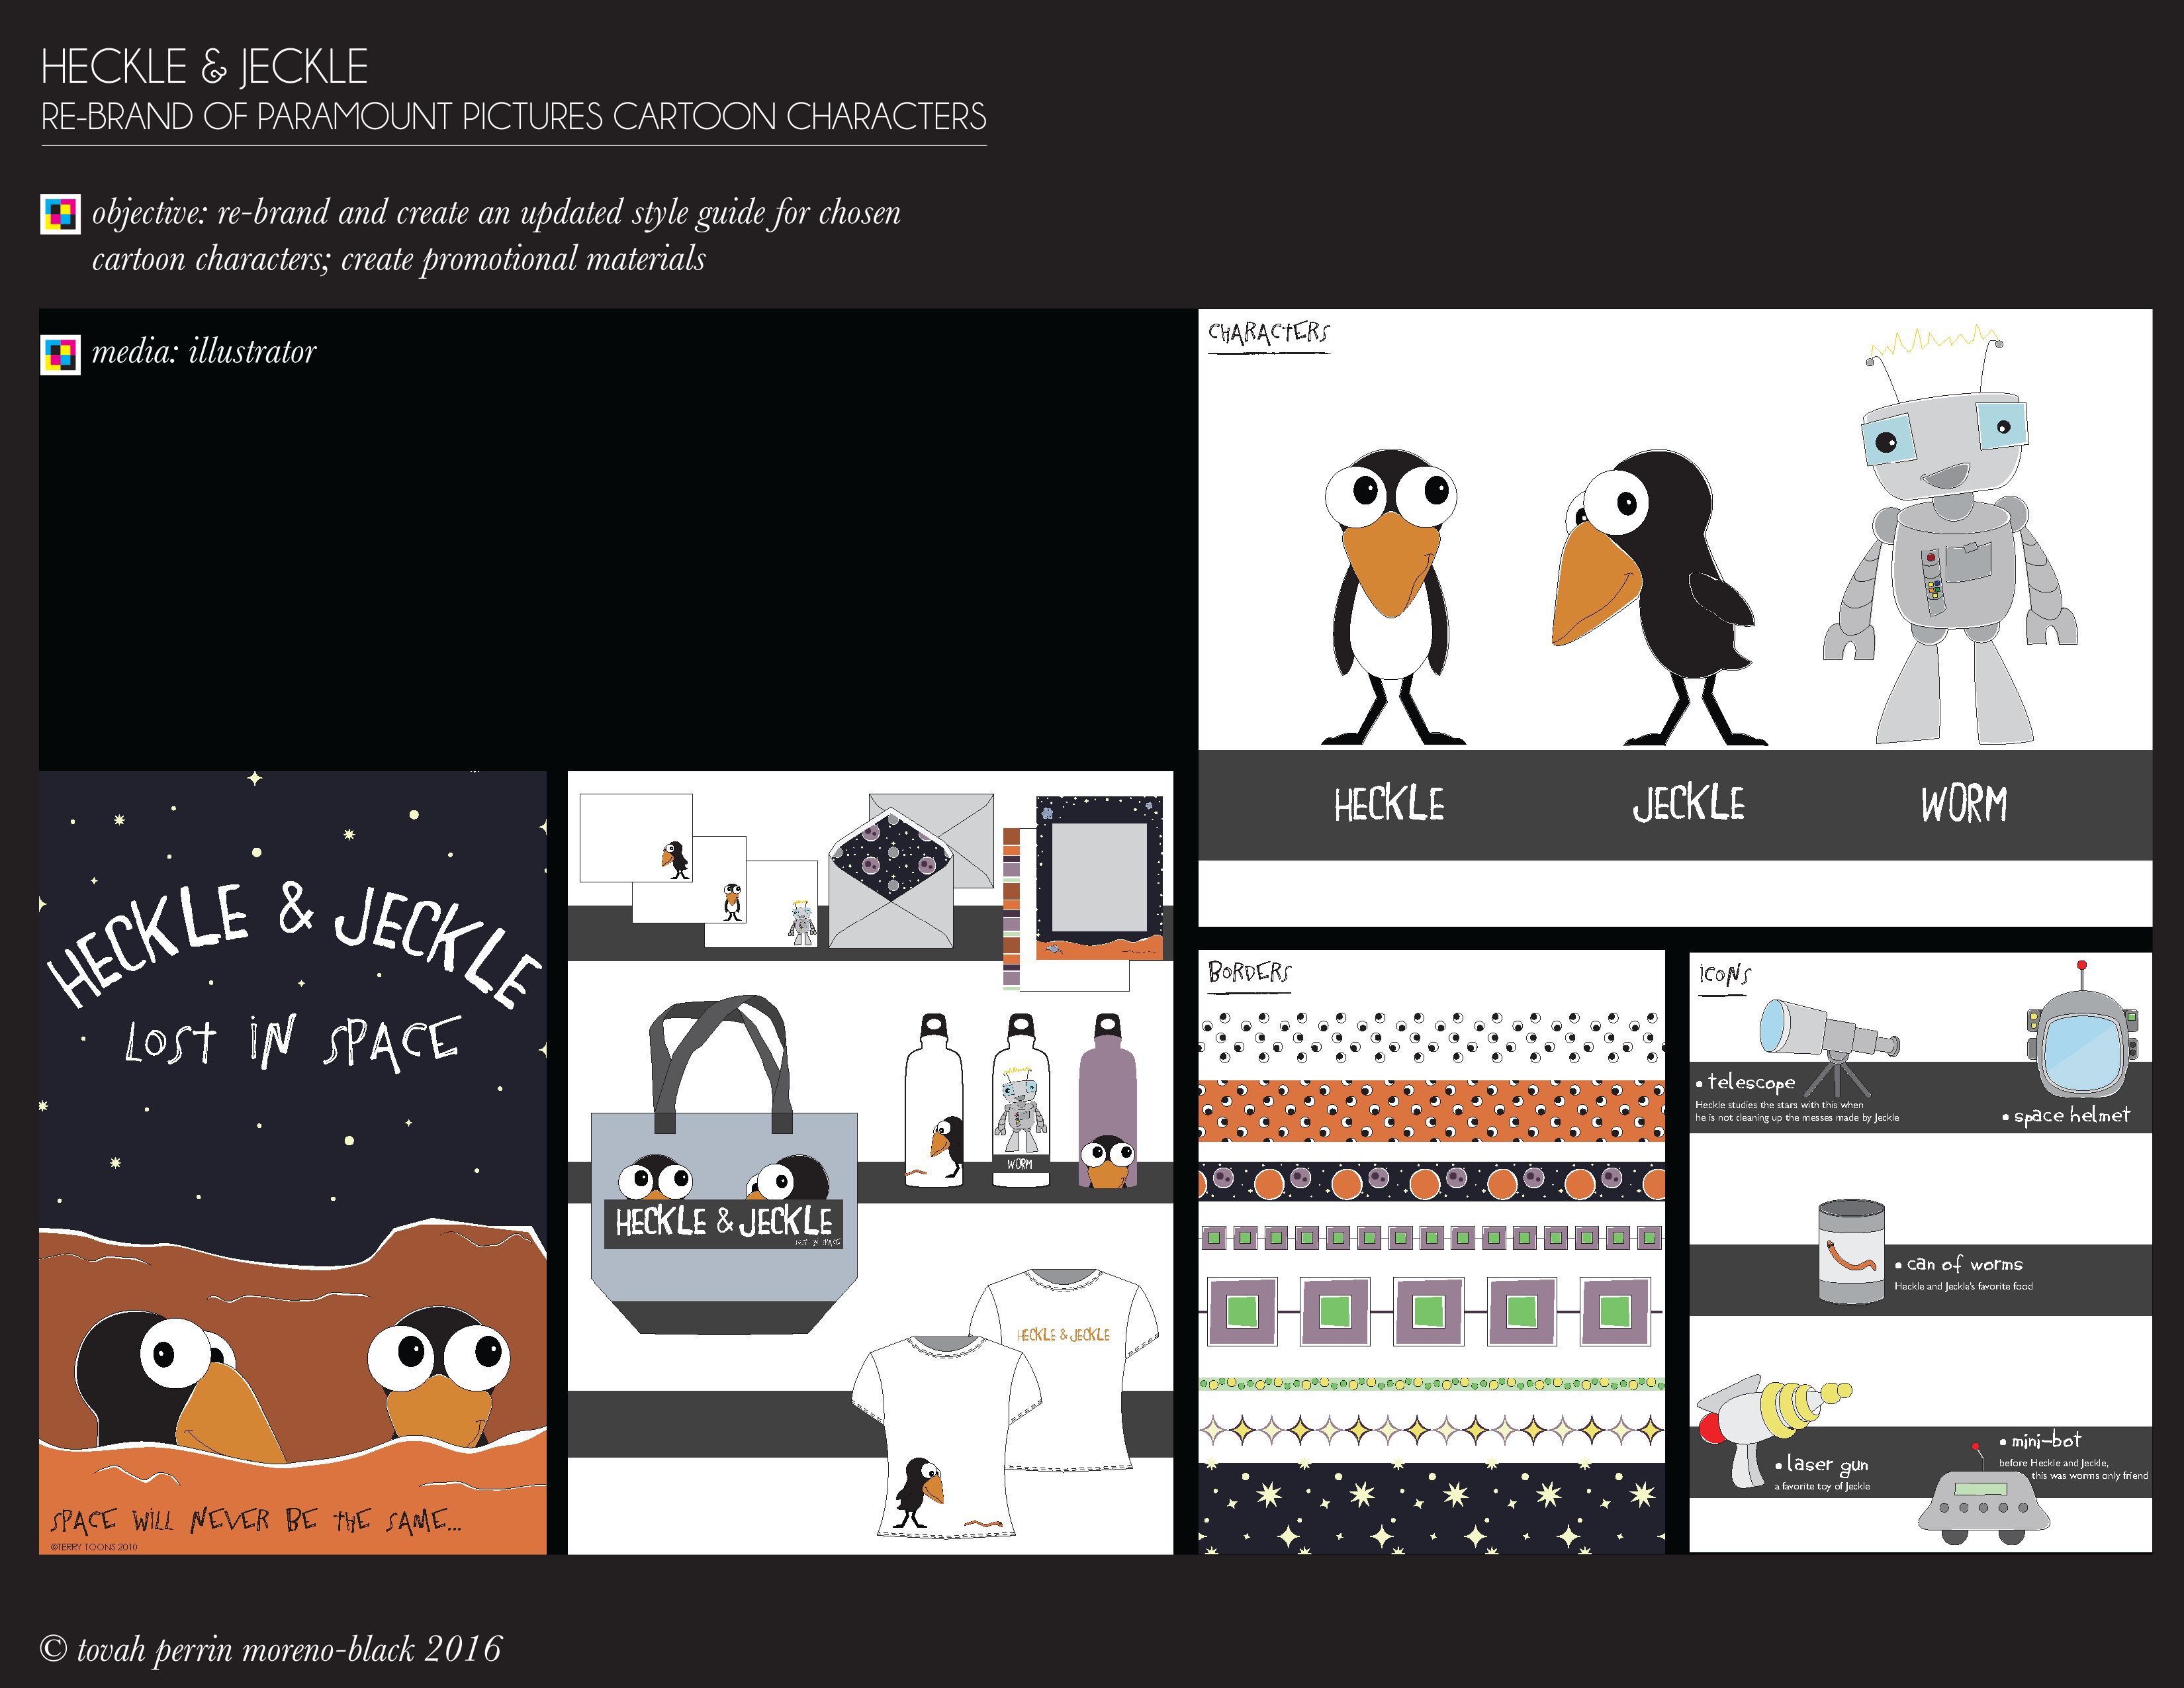 HECKLE & JECKLE
RE-BRAND OF PARAMOUNT PICTURES CARTOON CHARACTERS
objective: re-brand and create an updated style guide for chosen
cartoon characters; create promotional materials
media: illustrator
CHARACTERS
HECKLE
JECKLE
WORM
HECKLE & JECKLE
LOST IN SPACE
SPACE WILL NEVER BE THE SAME...
©TERRY TOONS 2010
WORM
HECKLE & JECKLE
LOST IN SPACE
HECKLE & JECKLE
BORDERS
ICONS
• telescope
Heckle studies the stars with this when
he is not cleaning up the messes made by Jeckle
• space helmet
• can of worms
Heckle and Jeckle's favorite food
• laser gun
a favorite toy of Jeckle
• mini-bot
before Heckle and Jeckle,
this was worms only friend
© tovah perrin moreno-black 2016